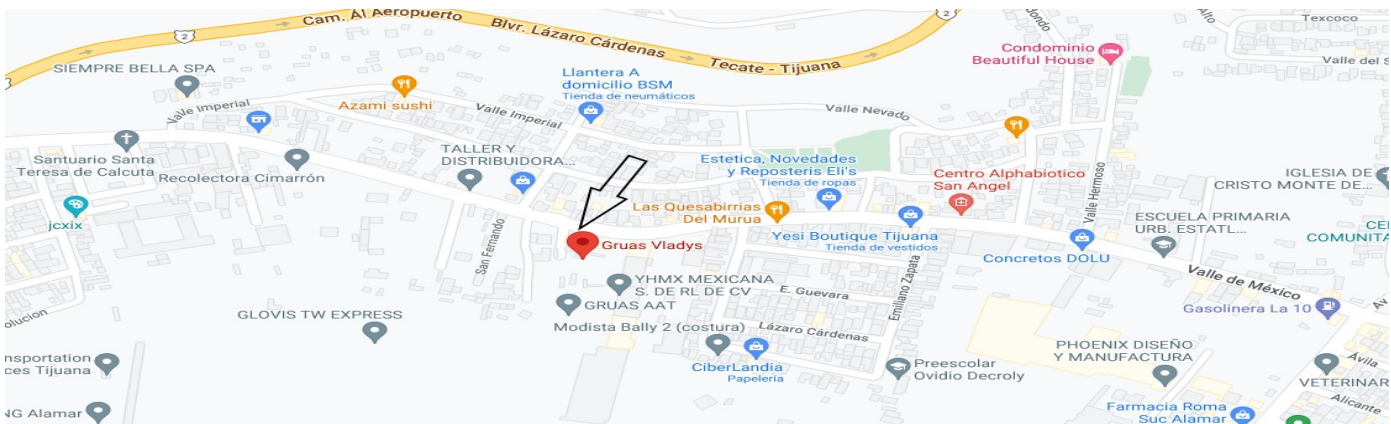 Cam. Al Aeropuerto
Blvr. Lázaro Cárdenas
Tecate - Tijuana
2
2
Texcoco
Condominio
Beautiful House
Valle del S
SIEMPRE BELLA SPA
Azami sushi
Llantera A
domicilio BSM
Tienda de neumáticos
Valle Imperial
Valle Imperial
Valle Nevado
Santuario Santa
Teresa de Calcuta
Recolectora Cimarrón
TALLER Y
DISTRIBUIDORA...
Estetica, Novedades
y Reposteris Eli's
Tienda de ropas
Centro Alphabiotico
San Angel
IGLESIA DE
CRISTO MONTE DE...
jcxix
San Fernando
Las Quesabirrias
Del Murua
Valle Hermoso
ESCUELA PRIMARIA
URB. ESTATL...
Gruas Vladys
Yesi Boutique Tijuana
Tienda de vestidos
Concretos DOLU
CE
COMUNITA
YHMX MEXICANA
S. DE RL DE CV
E. Guevara
Emiliano Zapata
Valle de México
GRUAS AAT
Gasolinera La 10
Av
olucion
GLOVIS TW EXPRESS
Modista Bally 2 (costura)
Lázaro Cárdenas
PHOENIX DISEÑO
Y MANUFACTURA
Ávila
nsportation
ces Tijuana
CiberLandia
Papelería
Preescolar
Ovidio Decroly
VETERINAR
Alicante
NG Alamar
Farmacia Roma
Suc Alamar